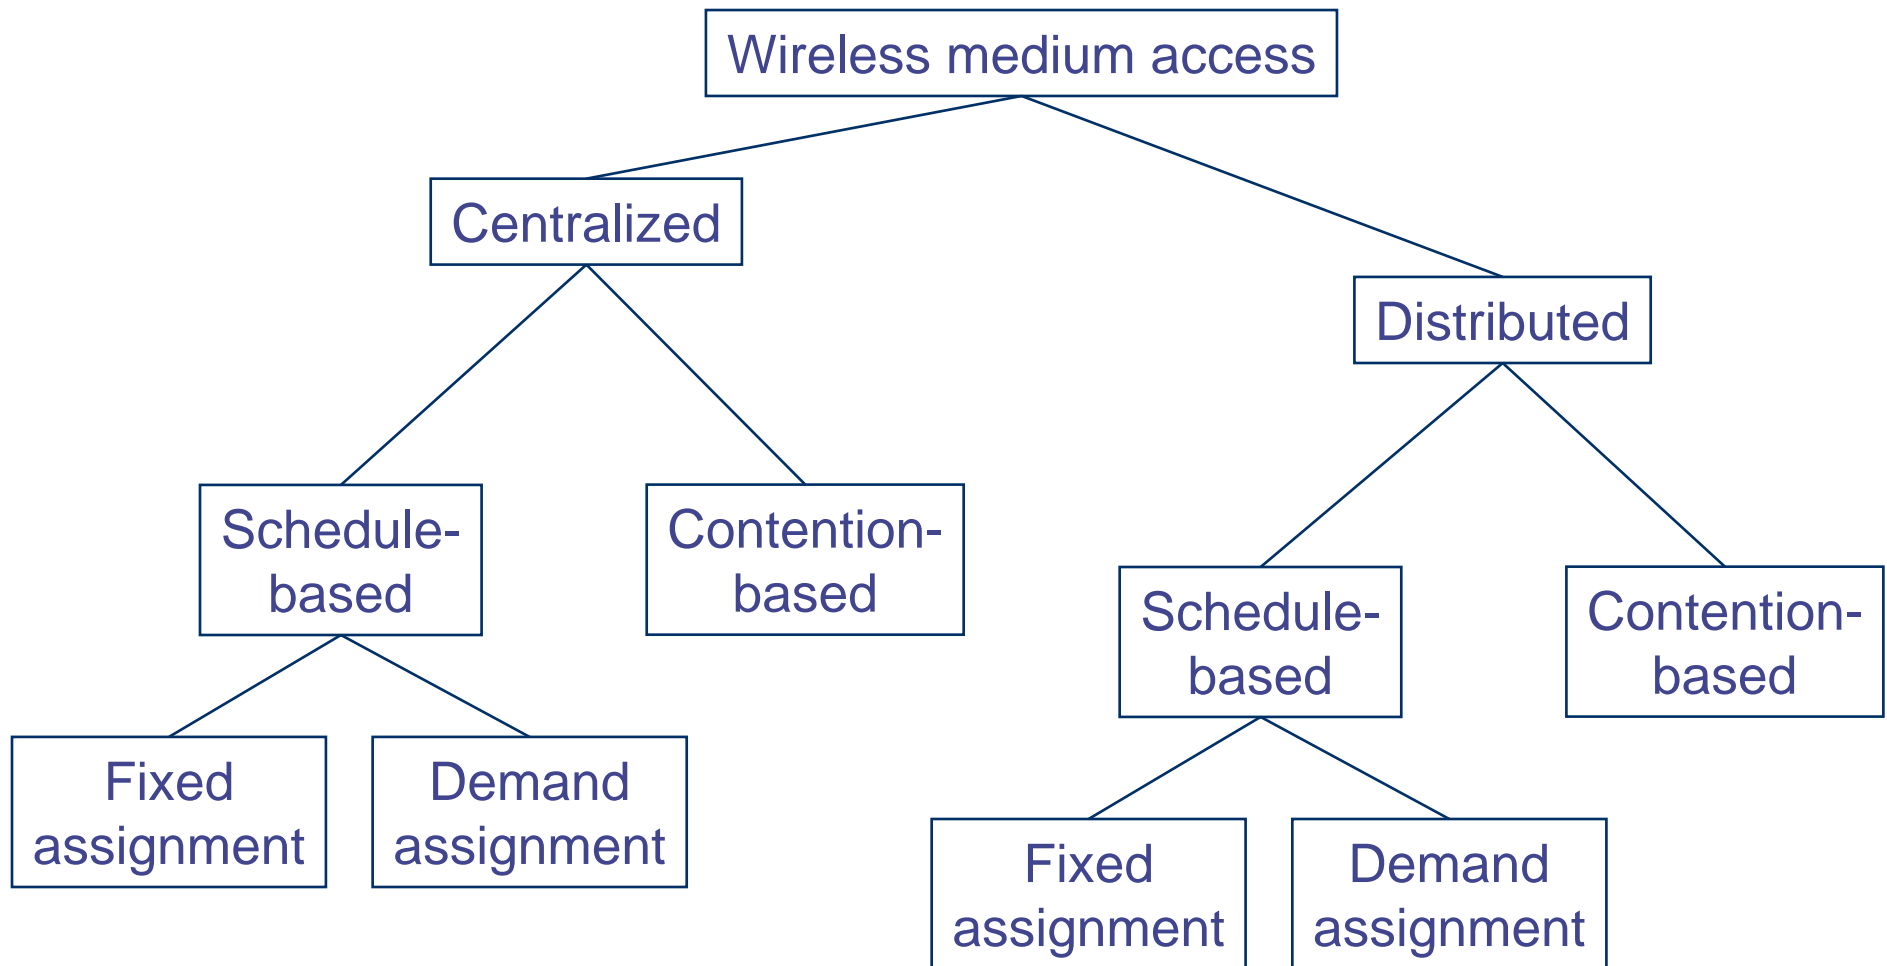 Wireless medium access
Centralized
Distributed
Schedule-
based
Contention-
based
Schedule-
based
Contention-
based
Fixed
assignment
Demand
assignment
Fixed
assignment
Demand
assignment